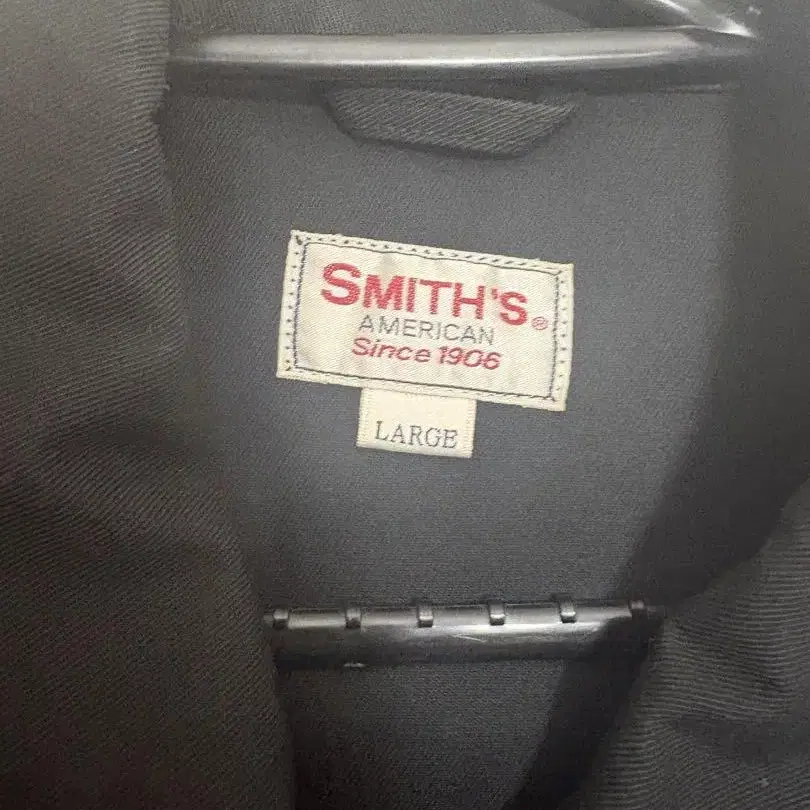 SMITH'S®
AMERICAN
Since 1906
LARGE